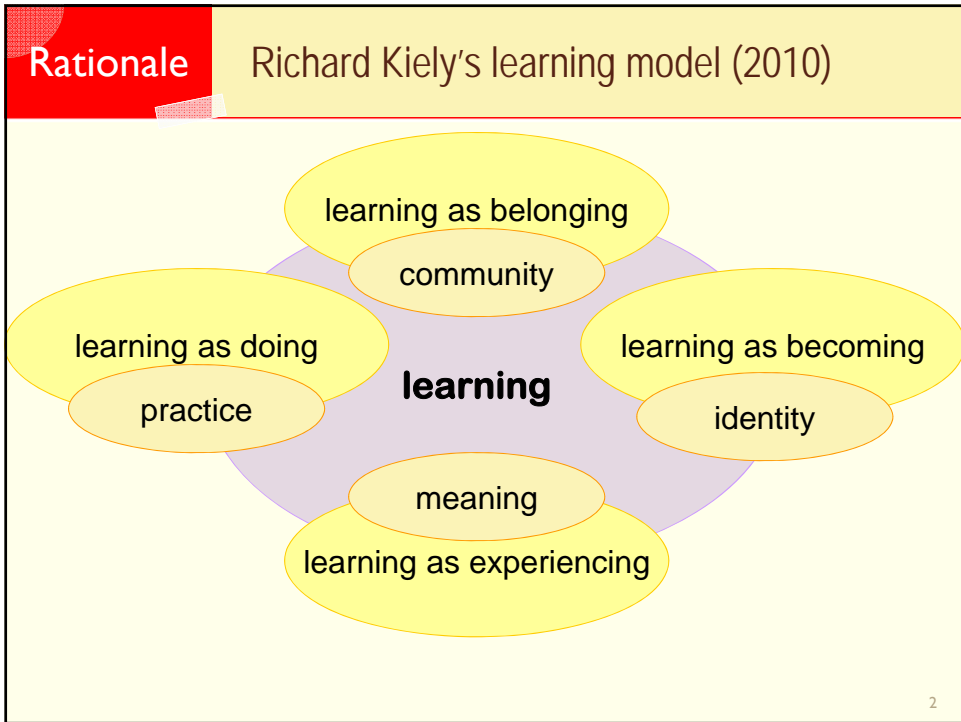 Rationale
Richard Kiely's learning model (2010)
learning as belonging
community
learning as doing
practice
learning
learning as becoming
identity
meaning
learning as experiencing
2